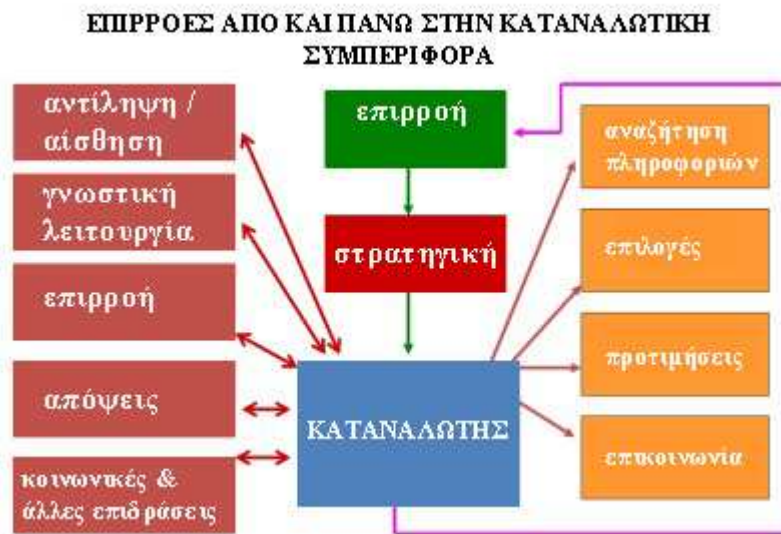 ΕΠΙΡΡΟΕΣ ΑΠΟ ΚΑΙ ΠΑΝΩ ΣΤΗΝ ΚΑΤΑΝΑΛΩΤΙΚΗ
ΣΥΜΠΕΡΙΦΟΡΑ
αντίληψη /
αίσθηση
γνωστική
λειτουργία
επιρροή
απόψεις
κοινωνικές &
άλλες επιδράσεις
επιρροή
στρατηγική
ΚΑΤΑΝΑΛΩΤΗΣ
αναζήτηση
πληροφοριών
επιλογές
προτιμήσεις
επικοινωνία